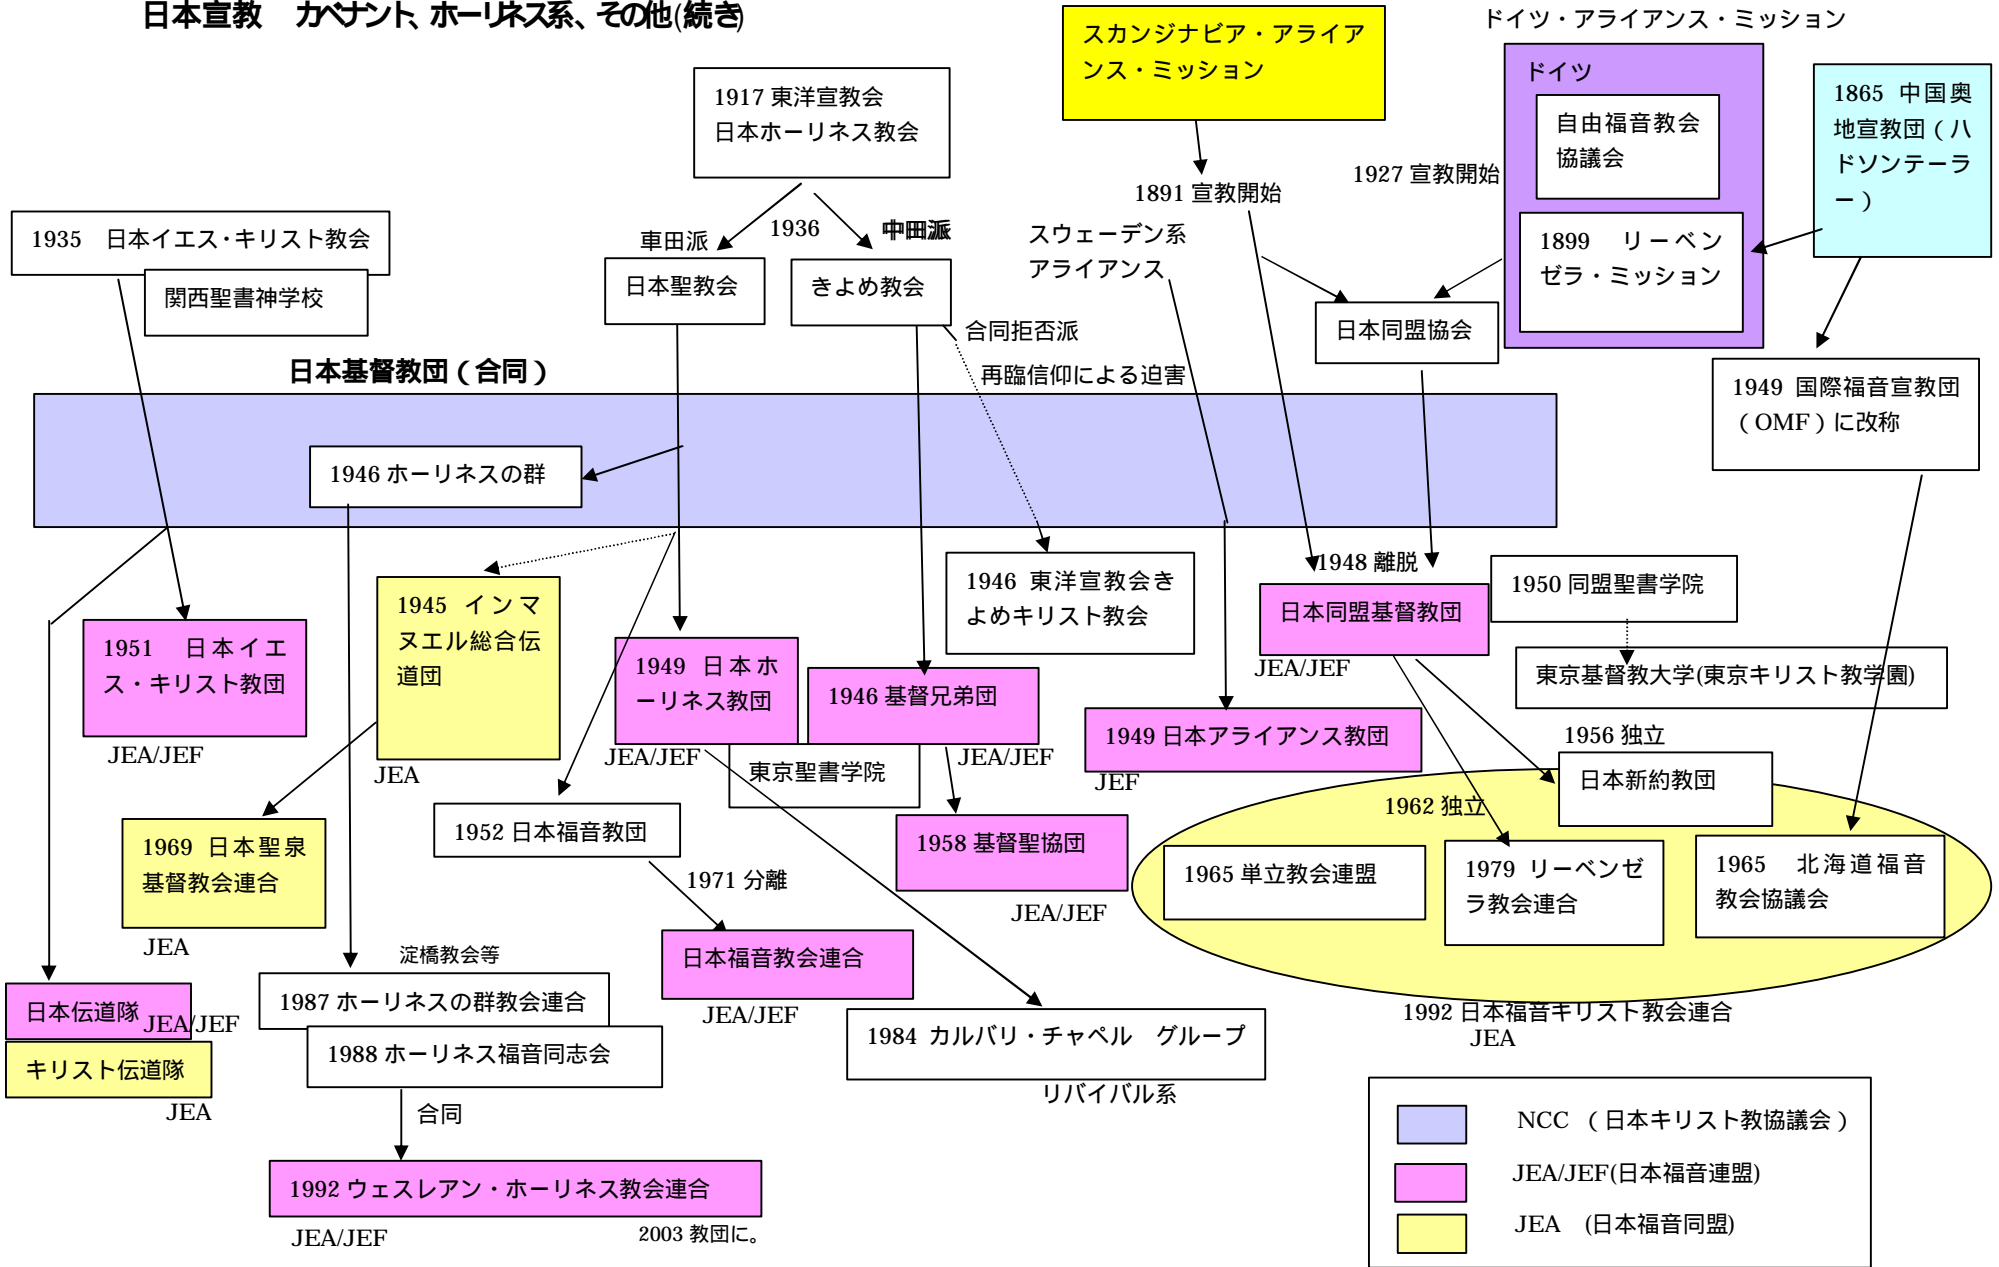 日本宣教　カベナント、ホーリネス系、その他(続き)
スカンジナビア・アライア
ンス・ミッション
ドイツ・アライアンス・ミッション
ドイツ
自由福音教会
協議会
1865 中国奥
地宣教団（ハ
ドソンテーラ
ー）
1917 東洋宣教会
日本ホーリネス教会
1927 宣教開始
1891 宣教開始
1899　リーベン
ゼラ・ミッション
1935　日本イエス・キリスト教会
関西聖書神学校
車田派
1936
中田派
スウェーデン系
アライアンス
日本聖教会
きよめ教会
合同拒否派
日本同盟協会
再臨信仰による迫害
日本基督教団（合同）
1949 国際福音宣教団
（OMF）に改称
1946 ホーリネスの群
1945 インマ
ヌエル総合伝
道団
1946 東洋宣教会き
よめキリスト教会
1948 離脱
日本同盟基督教団
JEA/JEF
1950 同盟聖書学院
東京基督教大学(東京キリスト教学園)
1951　日本イエ
ス・キリスト教団
JEA/JEF
JEA
1949 日本ホ
ーリネス教団
JEA/JEF
1946 基督兄弟団
JEA/JEF
東京聖書学院
1949 日本アライアンス教団
JEF
1956 独立
日本新約教団
1962 独立
1969 日本聖泉
基督教会連合
JEA
1952 日本福音教団
1971 分離
1958 基督聖協団
JEA/JEF
1965 単立教会連盟
1979 リーベンゼ
ラ教会連合
1965　北海道福音
教会協議会
1992 日本福音キリスト教会連合
JEA
日本福音教会連合
JEA/JEF
淀橋教会等
1987 ホーリネスの群教会連合
1988 ホーリネス福音同志会
日本伝道隊
JEA/JEF
キリスト伝道隊
JEA
1984 カルバリ・チャペル　グループ
リバイバル系
合同
1992 ウェスレアン・ホーリネス教会連合
JEA/JEF
2003 教団に。
NCC （日本キリスト教協議会）
JEA/JEF(日本福音連盟)
JEA　(日本福音同盟)